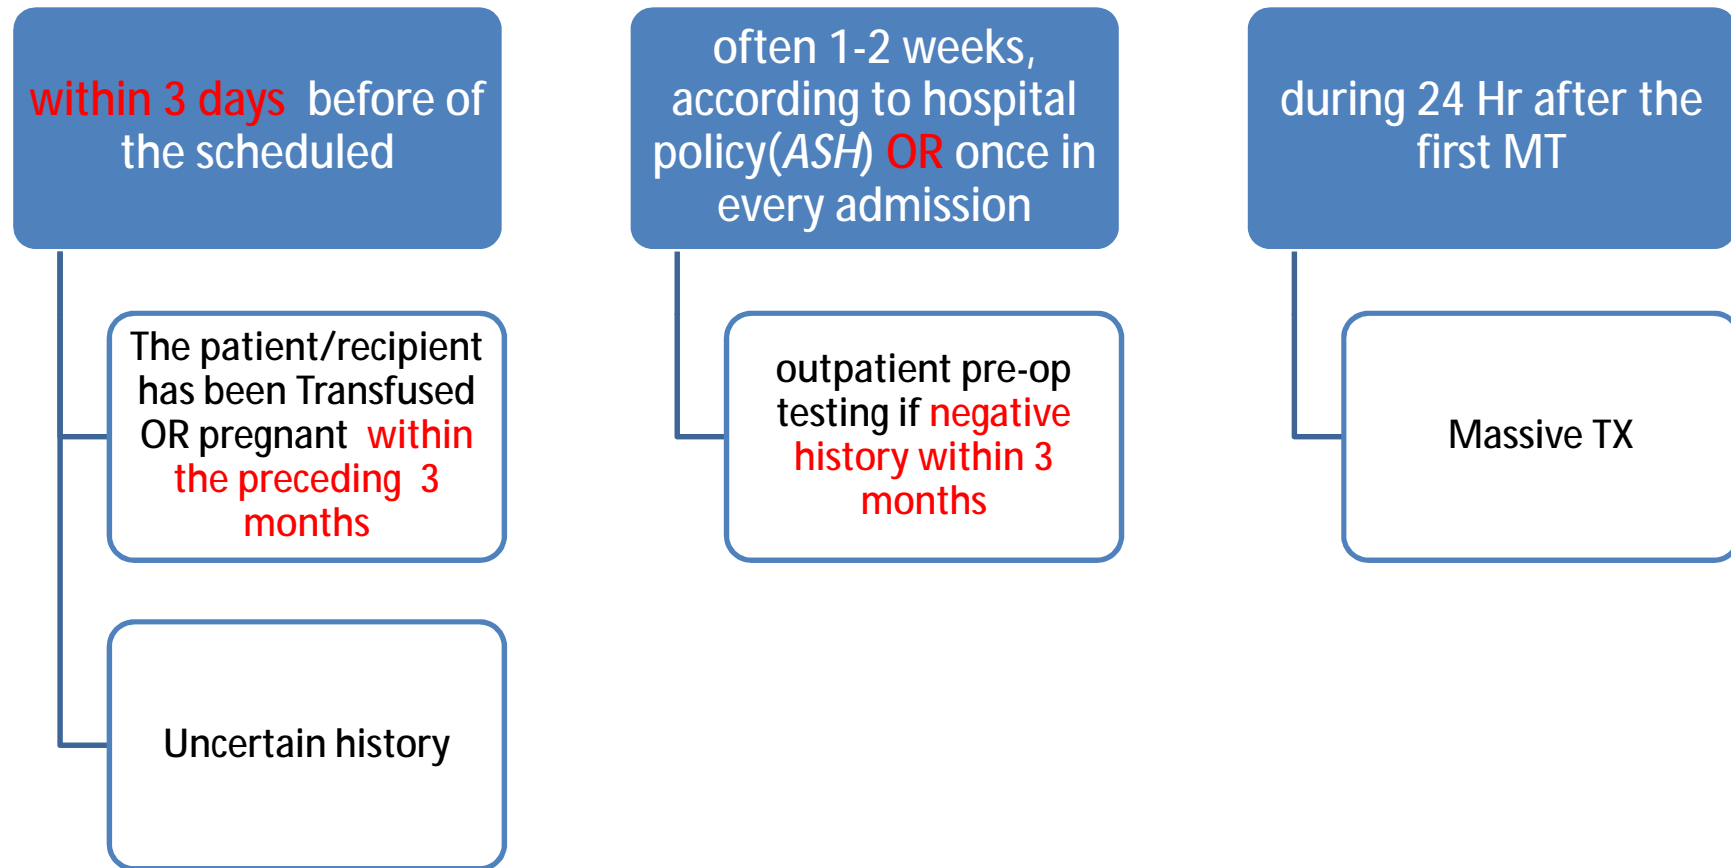 within 3 days before of
the scheduled
The patient/recipient
has been Transfused
OR pregnant within
the preceding 3
months
Uncertain history
often 1-2 weeks,
according to hospital
policy(ASH) OR once in
every admission
outpatient pre-op
testing if negative
history within 3
months
during 24 Hr after the
first MT
Massive TX